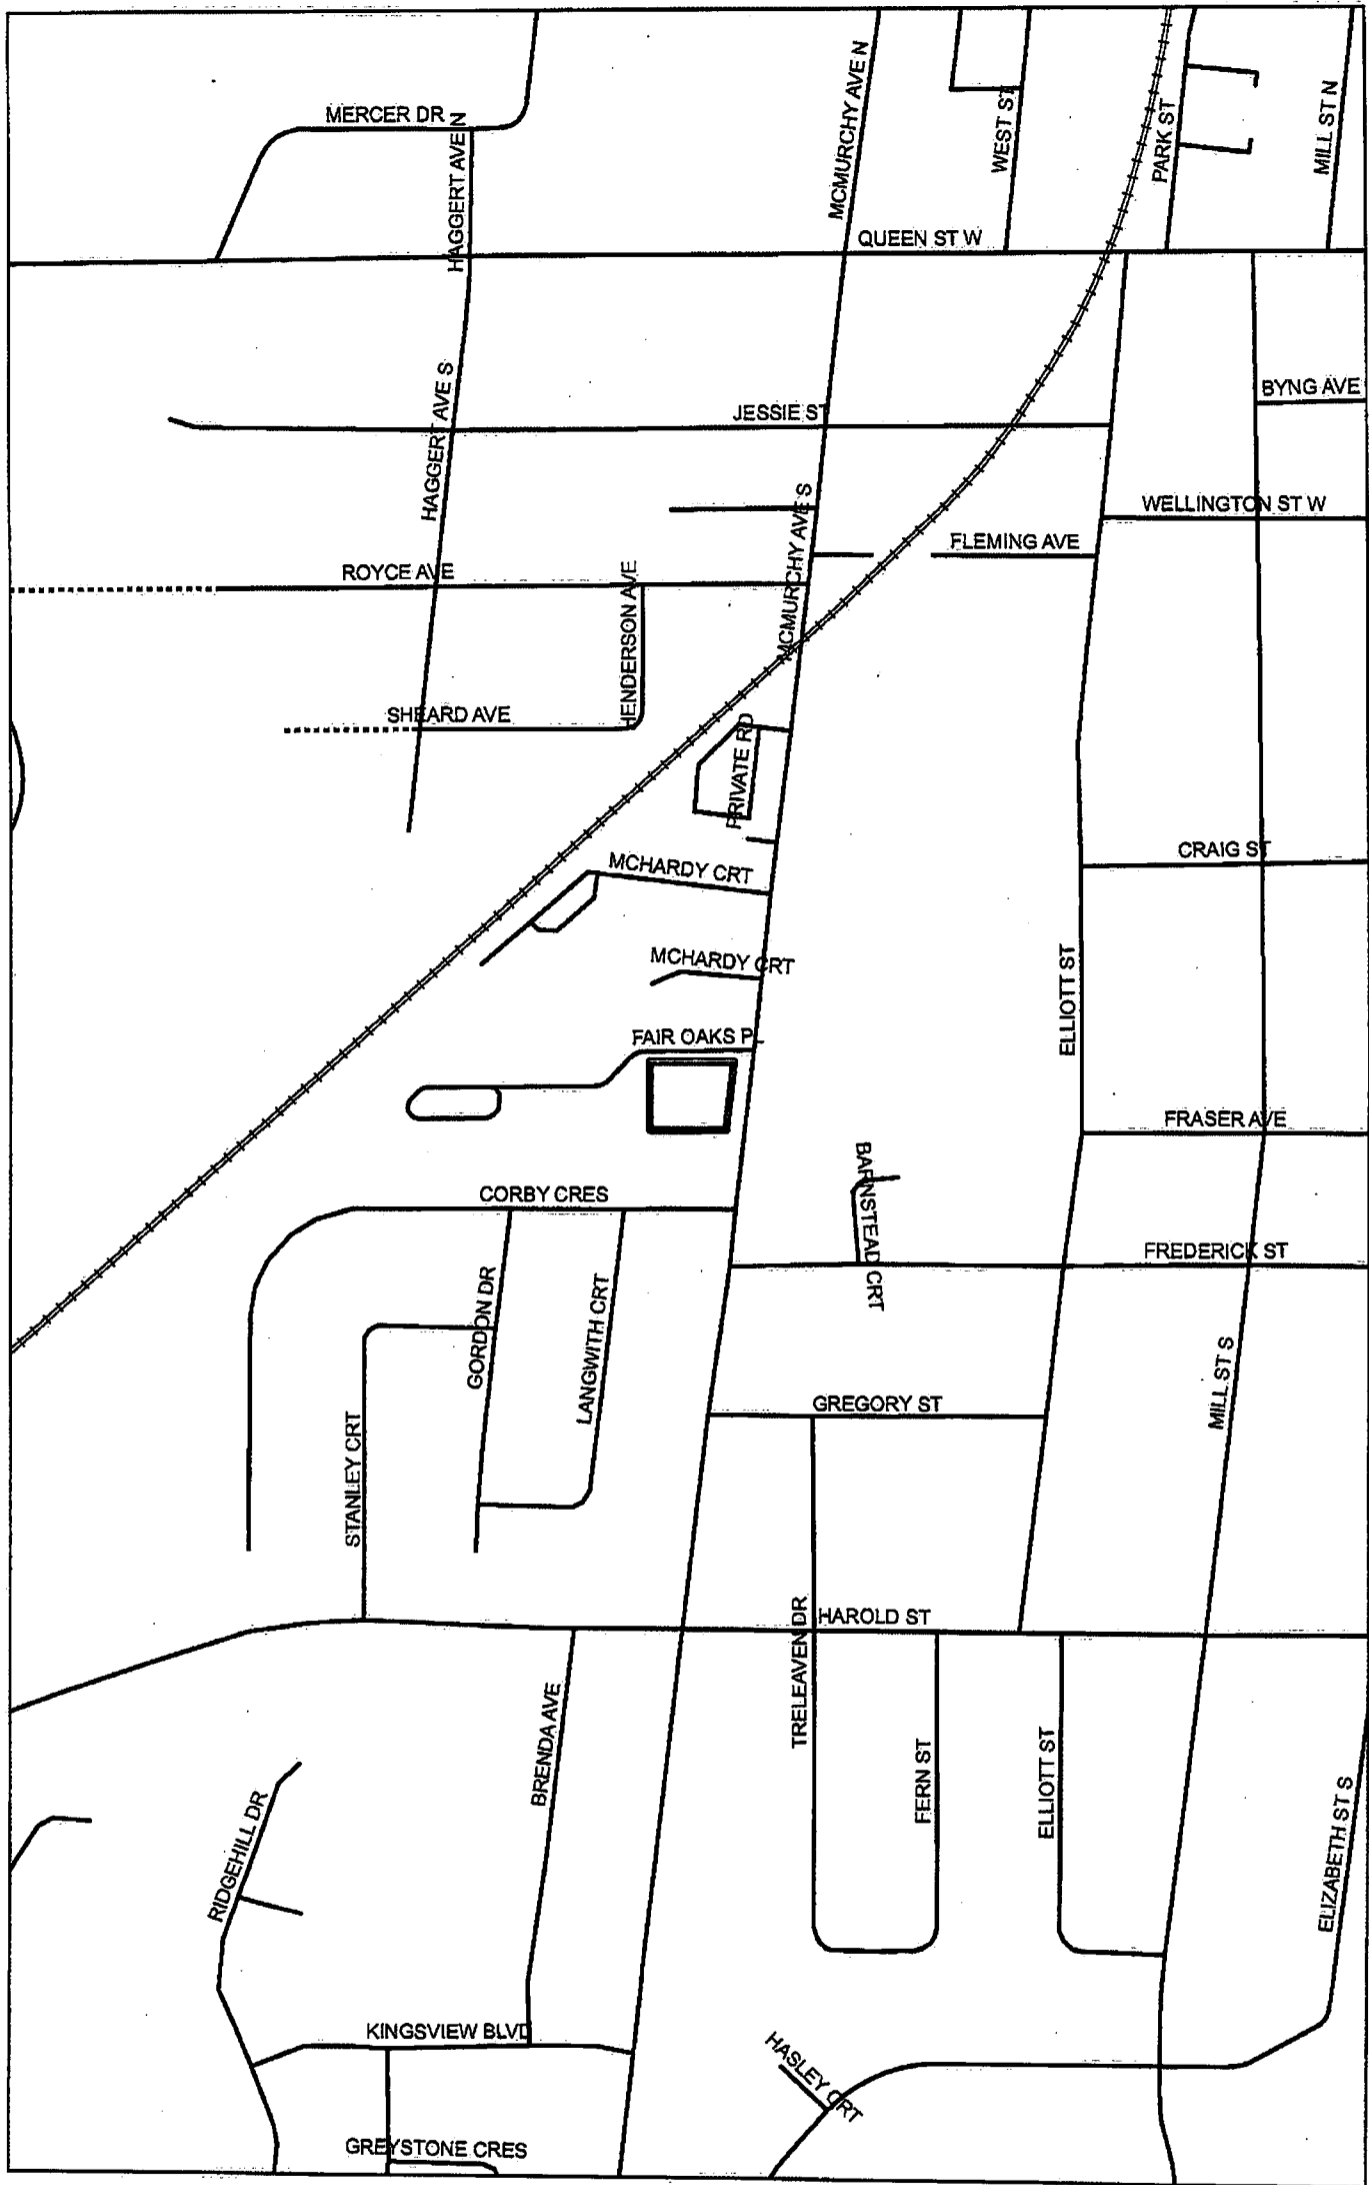 MERCER DR
HAGGERT AVE N
MCMURCHY AVE N
WEST ST
PARK ST
MILL ST N
QUEEN ST W
HAGGERT AVE S
JESSIE ST
BYNG AVE
MCMURCHY AVE S
WELLINGTON ST W
FLEMING AVE
ROYCE AVE
HENDERSON AVE
SHEARD AVE
PRIVATE RD
MCHARDY CRT
CRAIG ST
MCHARDY CRT
ELLIOTT ST
FAIR OAKS PL
FRASER AVE
BARNSTEAD CRT
CORBY CRES
FREDERICK ST
GORDON DR
LANGWITH CRT
MILL ST S
GREGORY ST
STANLEY CRT
HAROLD ST
TRELEAVEN DR
BRENDA AVE
FERN ST
ELLIOTT ST
RIDGEHILL DR
ELIZABETH ST S
KINGSVIEW BLVD
HASLEY CRT
GREYSTONE CRES